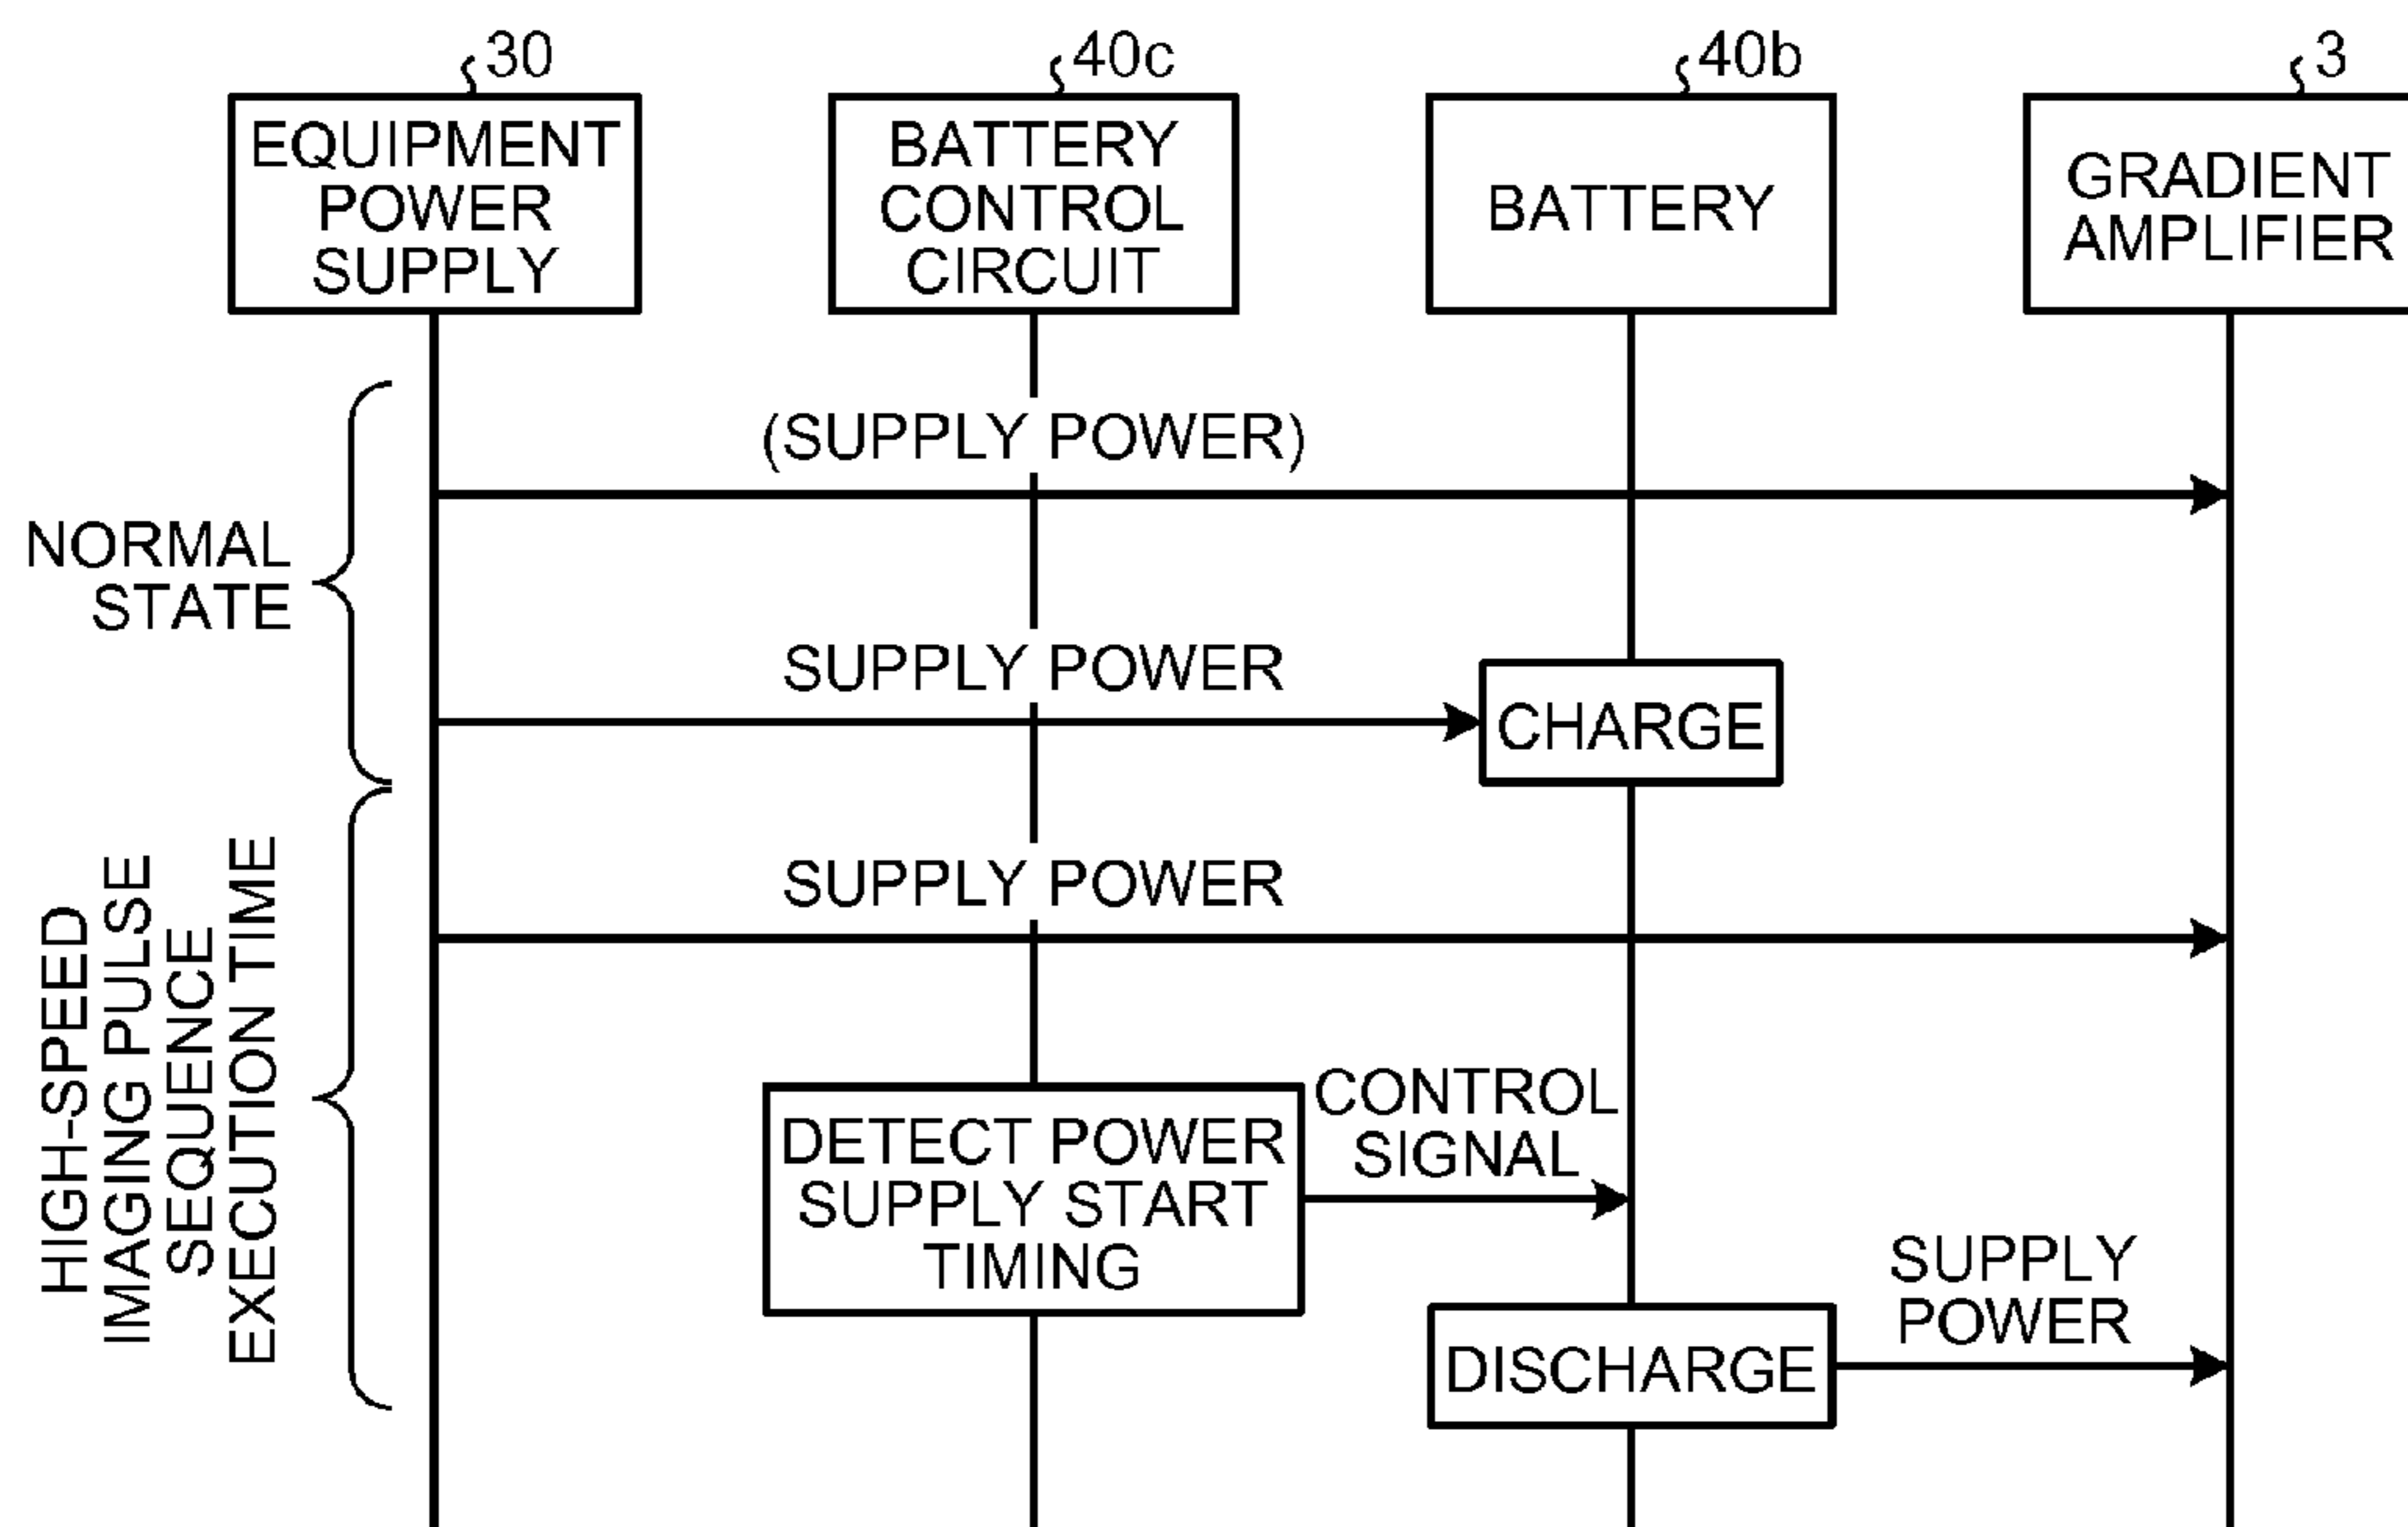 30
40c
40b
3
EQUIPMENT
POWER
SUPPLY
BATTERY
CONTROL
CIRCUIT
BATTERY
GRADIENT
AMPLIFIER
NORMAL
STATE
(SUPPLY POWER)
SUPPLY POWER
CHARGE
HIGH-SPEED
IMAGING PULSE
SEQUENCE
EXECUTION TIME
SUPPLY POWER
DETECT POWER
SUPPLY START
TIMING
CONTROL
SIGNAL
DISCHARGE
SUPPLY
POWER